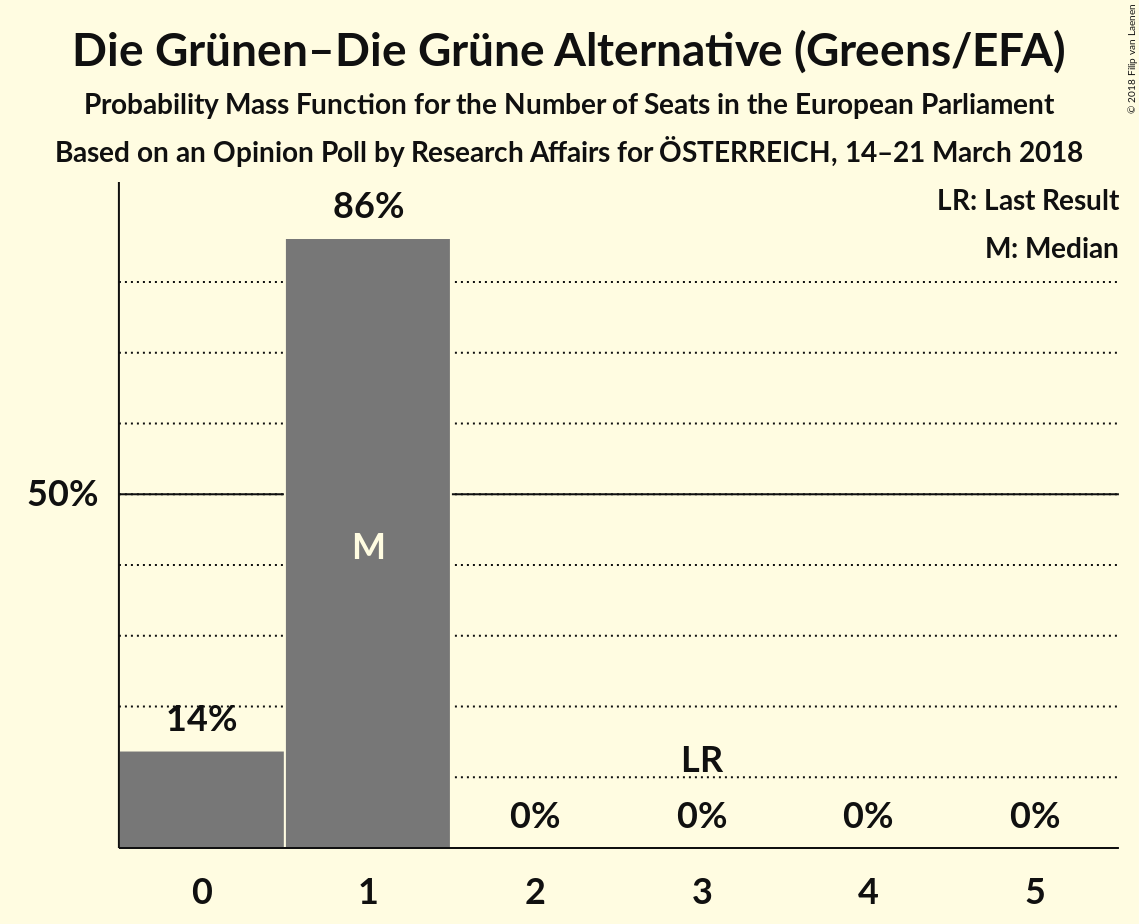 Die Grünen–Die Grüne Alternative (Greens/EFA)
Probability Mass Function for the Number of Seats in the European Parliament
Based on an Opinion Poll by Research Affairs for ÖSTERREICH, 14–21 March 2018
© 2018 Filip van Laenen
LR: Last Result
M: Median
86%
50%
M
14%
LR
0% 0% 0% 0%
0 1 2 3 4 5